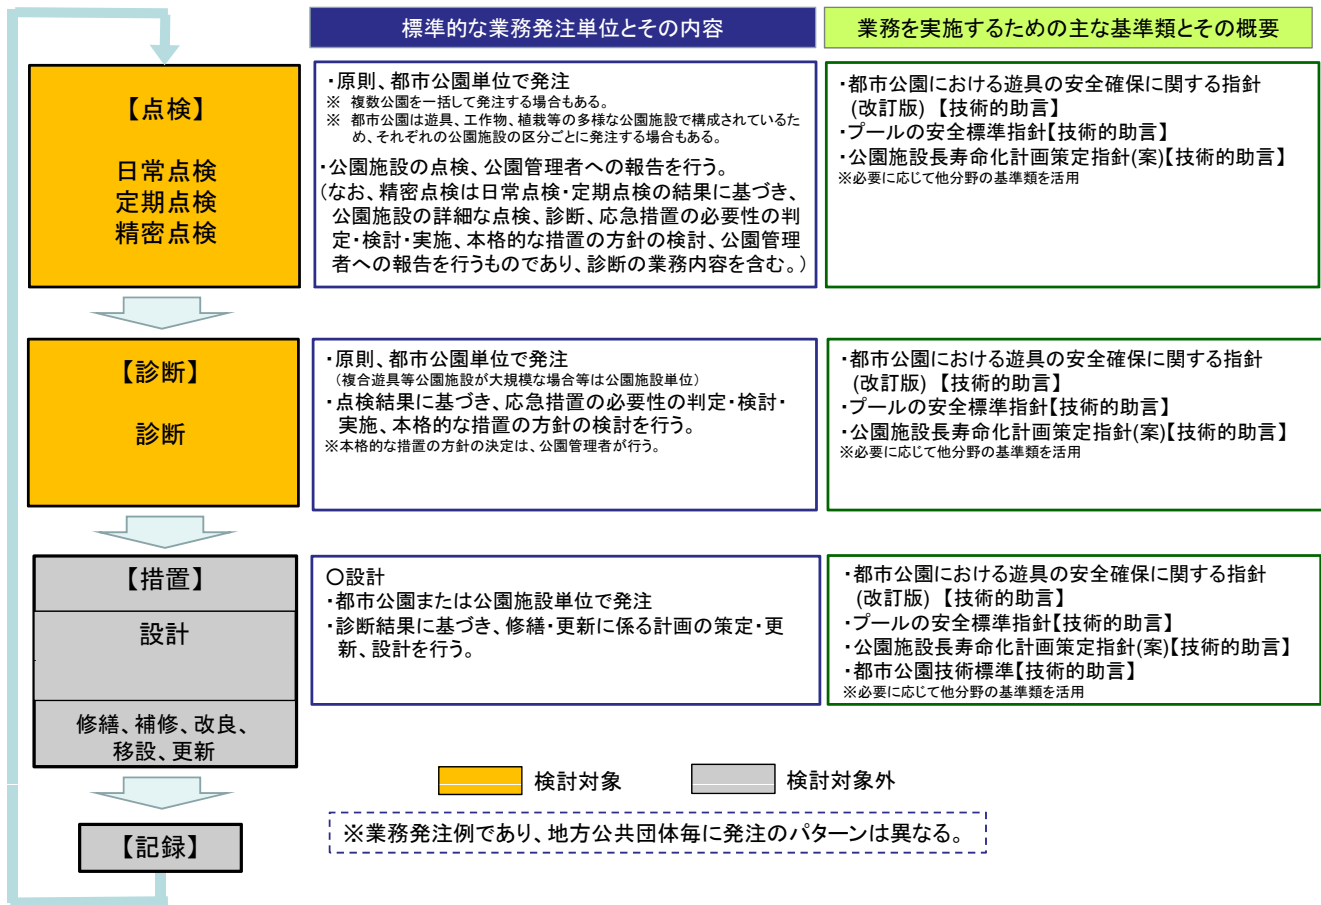 標準的な業務発注単位とその内容
業務を実施するための主な基準類とその概要
【点検】
日常点検
定期点検
精密点検
・原則、都市公園単位で発注
※ 複数公園を一括して発注する場合もある。
※ 都市公園は遊具、工作物、植栽等の多様な公園施設で構成されているた
め、それぞれの公園施設の区分ごとに発注する場合もある。
・公園施設の点検、公園管理者への報告を行う。
(なお、精密点検は日常点検・定期点検の結果に基づき、
公園施設の詳細な点検、診断、応急措置の必要性の判
定・検討・実施、本格的な措置の方針の検討、公園管理
者への報告を行うものであり、診断の業務内容を含む。)
・都市公園における遊具の安全確保に関する指針
(改訂版) 【技術的助言】
・プールの安全標準指針【技術的助言】
・公園施設長寿命化計画策定指針(案)【技術的助言】
※必要に応じて他分野の基準類を活用
【診断】
診断
・原則、都市公園単位で発注
(複合遊具等公園施設が大規模な場合等は公園施設単位)
・点検結果に基づき、応急措置の必要性の判定・検討・
実施、本格的な措置の方針の検討を行う。
※本格的な措置の方針の決定は、公園管理者が行う。
・都市公園における遊具の安全確保に関する指針
(改訂版) 【技術的助言】
・プールの安全標準指針【技術的助言】
・公園施設長寿命化計画策定指針(案)【技術的助言】
※必要に応じて他分野の基準類を活用
【措置】
設計
修繕、補修、改良、
移設、更新
〇設計
・都市公園または公園施設単位で発注
・診断結果に基づき、修繕・更新に係る計画の策定・更
新、設計を行う。
・都市公園における遊具の安全確保に関する指針
(改訂版) 【技術的助言】
・プールの安全標準指針【技術的助言】
・公園施設長寿命化計画策定指針(案)【技術的助言】
・都市公園技術標準【技術的助言】
※必要に応じて他分野の基準類を活用
検討対象
検討対象外
※業務発注例であり、地方公共団体毎に発注のパターンは異なる。
【記録】